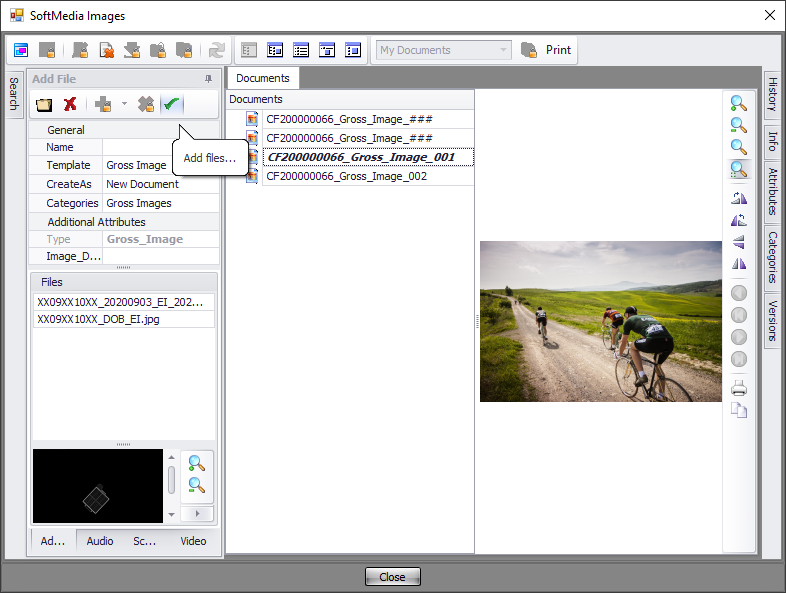 SoftMedia Images
My Documents
Print
Search
Add File
General
Name
Template Gross Image
CreateAs New Document
Categories Gross Images
Additional Attributes
Type Gross_Image
Image_D...
Add files...
Files
XX09XX10XX_20200903_EI_202...
XX09XX10XX_DOB_EI.jpg
Ad... Audio Sc... Video
Documents
Documents
CF200000066_Gross_Image_###
CF200000066_Gross_Image_###
CF200000066_Gross_Image_001
CF200000066_Gross_Image_002
History
Info
Attributes
Categories
Versions
Close